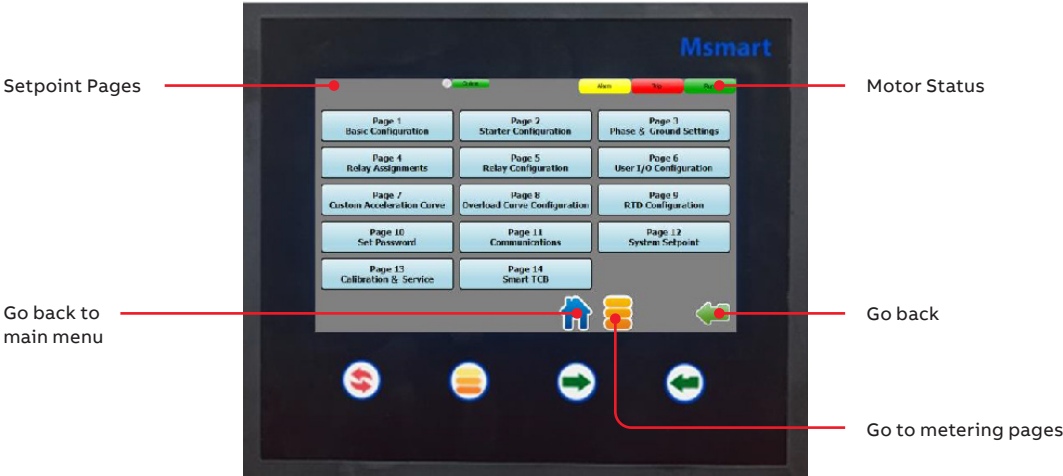 Msmart
Setpoint Pages
Motor Status
Alarm
Trip
Page 1
Basic Configuration
Page 2
Starter Configuration
Page 3
Phase & Ground Settings
Page 4
Relay Assignments
Page 5
Relay Configuration
Page 6
User I/O Configuration
Page 7
Custom Acceleration Curve
Page 8
Overload Curve Configuration
Page 9
RTD Configuration
Page 10
Set Password
Page 11
Communications
Page 12
System Setpoint
Page 13
Calibration & Service
Page 14
Smart TCB
Go back to
main menu
Go back
Go to metering pages